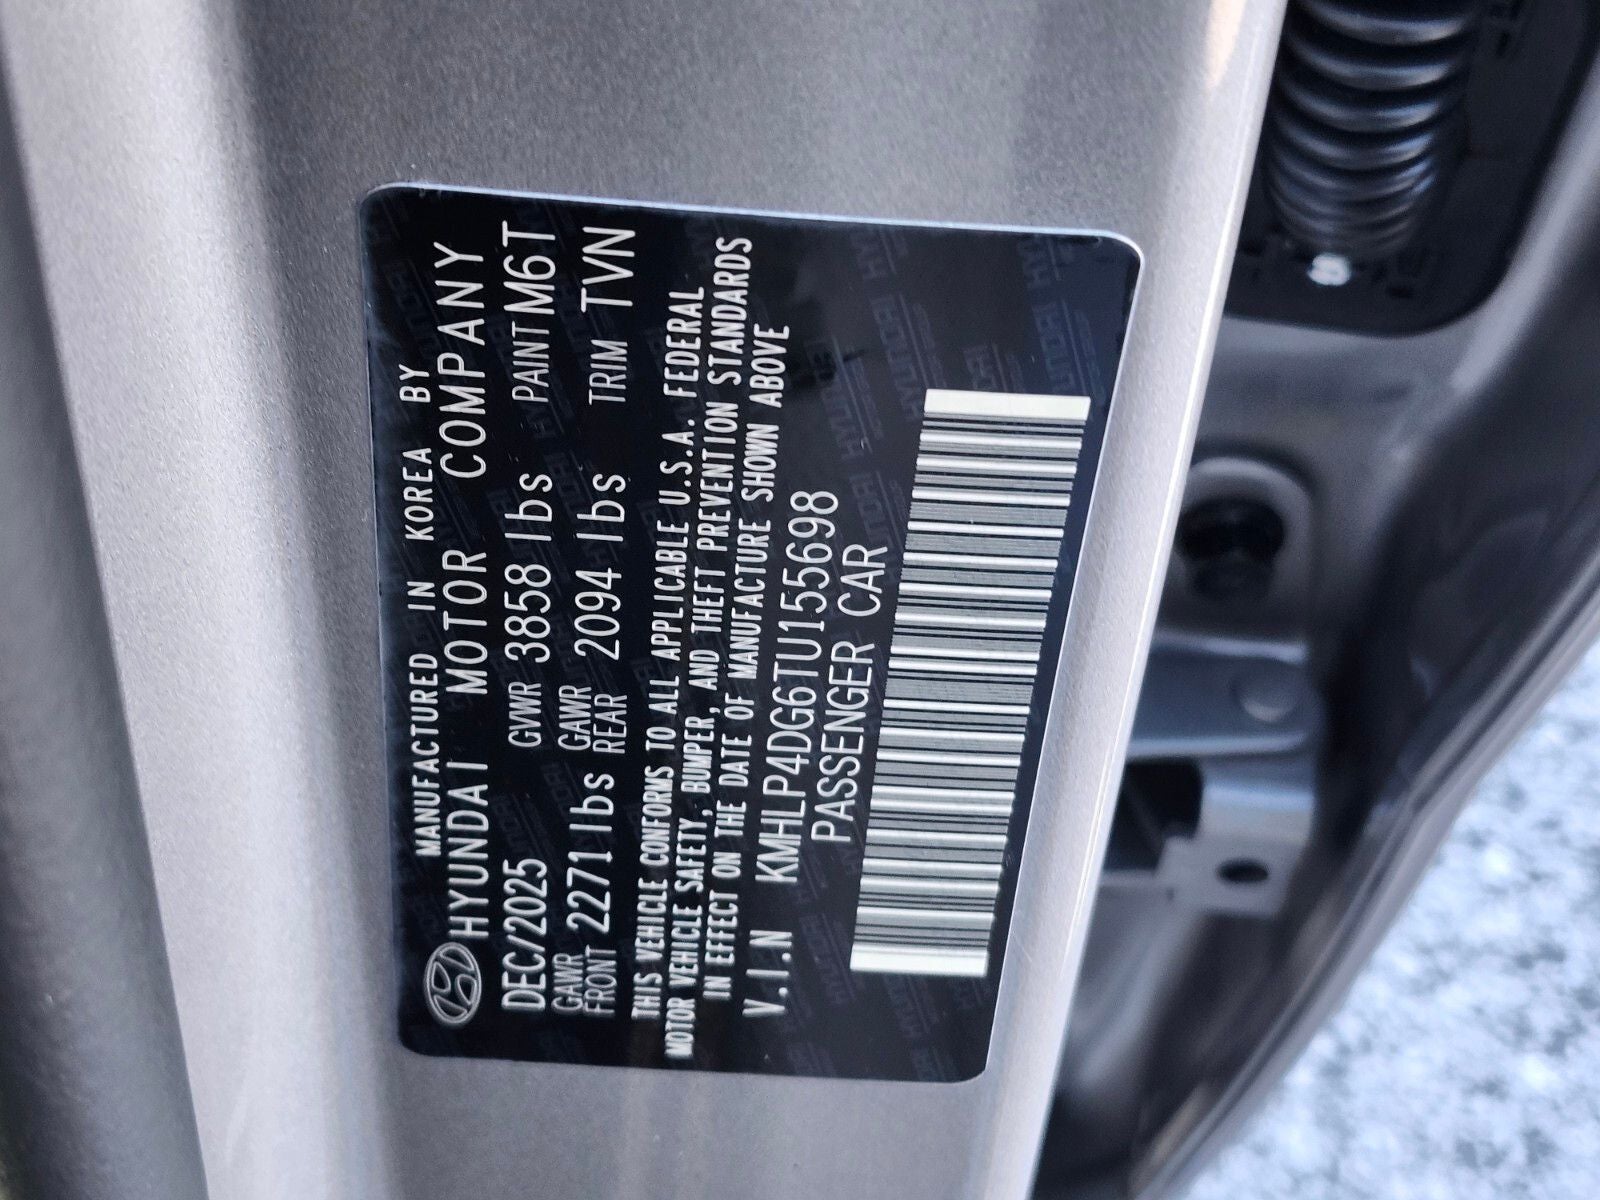 MANUFACTURED IN KOREA BY
HYUNDAI MOTOR COMPANY
DEC/2025 GVWR 3858 lbs PAINT M6T
GAWR FRONT 2271 lbs GAWR REAR 2094 lbs TRIM TVN
THIS VEHICLE CONFORMS TO ALL APPLICABLE U.S.A. FEDERAL
MOTOR VEHICLE SAFETY, BUMPER, AND THEFT PREVENTION STANDARDS
IN EFFECT ON THE DATE OF MANUFACTURE SHOWN ABOVE
V.I.N KMHLP4DG6TU155698
PASSENGER CAR